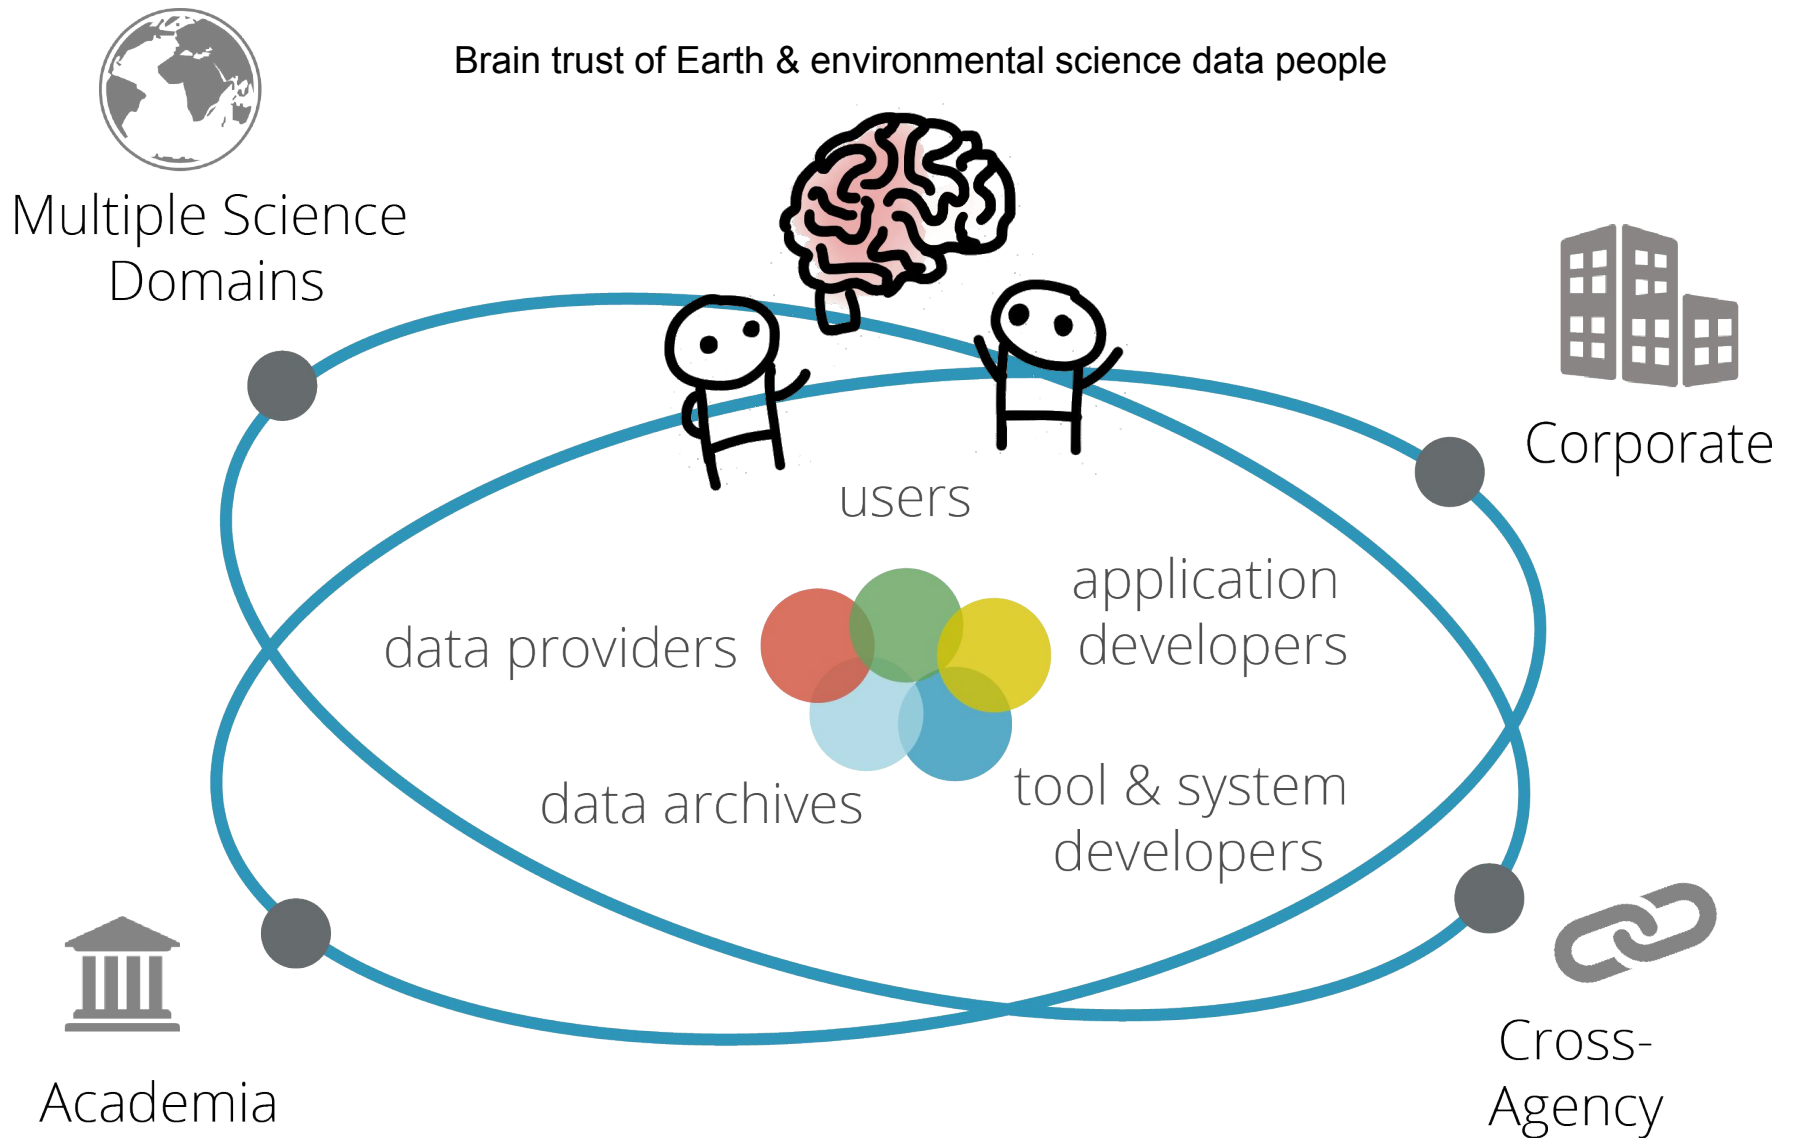 Brain trust of Earth & environmental science data people
Multiple Science
Domains
Corporate
users
application
developers
data providers
data archives
tool & system
developers
Academia
Cross-
Agency